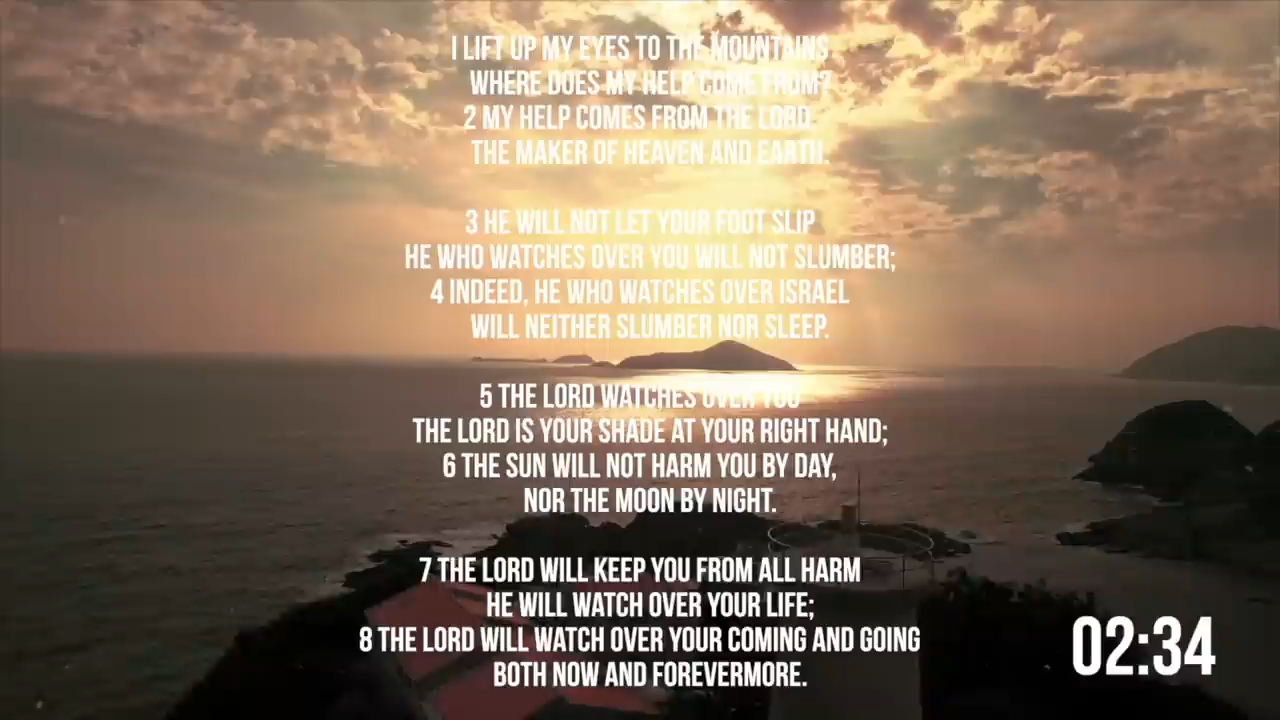 I LIFT UP MY EYES TO THE MOUNTAINS
WHERE DOES MY HELP COME FROM?
2 MY HELP COMES FROM THE LORD,
THE MAKER OF HEAVEN AND EARTH.
3 HE WILL NOT LET YOUR FOOT SLIP
HE WHO WATCHES OVER YOU WILL NOT SLUMBER;
4 INDEED, HE WHO WATCHES OVER ISRAEL
WILL NEITHER SLUMBER NOR SLEEP.
5 THE LORD WATCHES OVER YOU
THE LORD IS YOUR SHADE AT YOUR RIGHT HAND;
6 THE SUN WILL NOT HARM YOU BY DAY,
NOR THE MOON BY NIGHT.
7 THE LORD WILL KEEP YOU FROM ALL HARM
HE WILL WATCH OVER YOUR LIFE;
8 THE LORD WILL WATCH OVER YOUR COMING AND GOING
BOTH NOW AND FOREVERMORE.
02:34